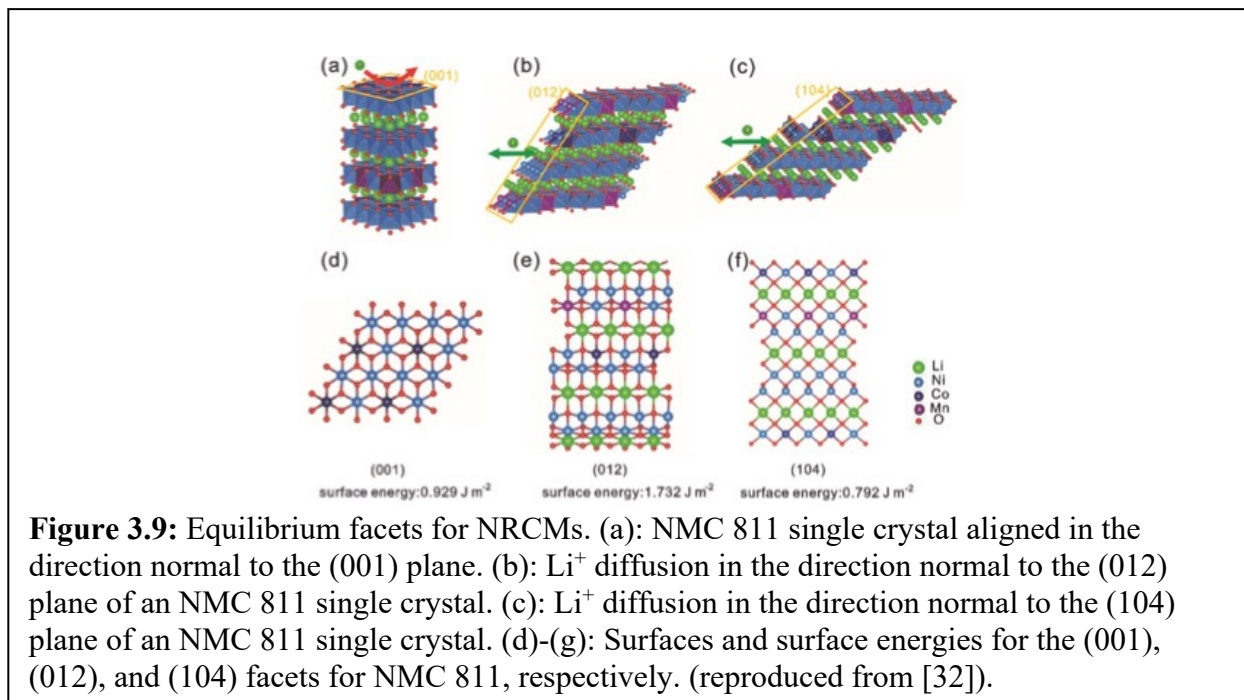 (a)
(001)
(b)
(012)
(c)
(104)
(d)
(e)
(f)
Li
Ni
Co
Mn
O
(001)
surface energy:0.929 J m⁻²
(012)
surface energy:1.732 J m⁻²
(104)
surface energy:0.792 J m⁻²
Figure 3.9: Equilibrium facets for NRCMs. (a): NMC 811 single crystal aligned in the
direction normal to the (001) plane. (b): Li⁺ diffusion in the direction normal to the (012)
plane of an NMC 811 single crystal. (c): Li⁺ diffusion in the direction normal to the (104)
plane of an NMC 811 single crystal. (d)-(g): Surfaces and surface energies for the (001),
(012), and (104) facets for NMC 811, respectively. (reproduced from [32]).